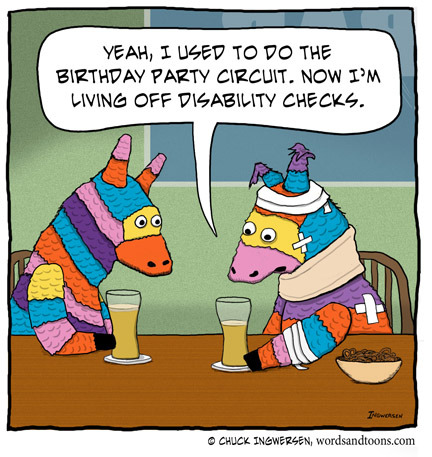 YEAH, I USED TO DO THE
BIRTHDAY PARTY CIRCUIT. NOW I'M
LIVING OFF DISABILITY CHECKS.
INGWERSEN
© CHUCK INGWERSEN, wordsandtoons.com